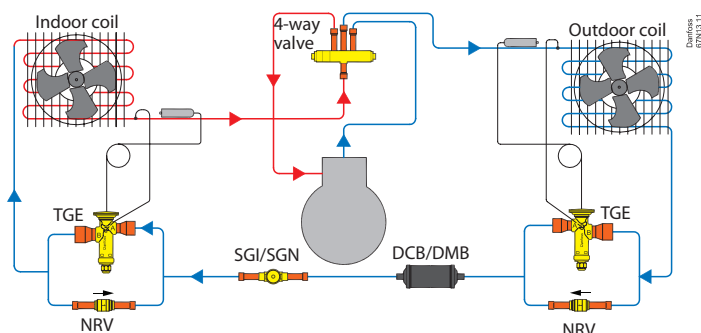 Indoor coil
4-way
valve
Outdoor coil
Danfoss
67N13.11
TGE
TGE
SGI/SGN
DCB/DMB
NRV
NRV